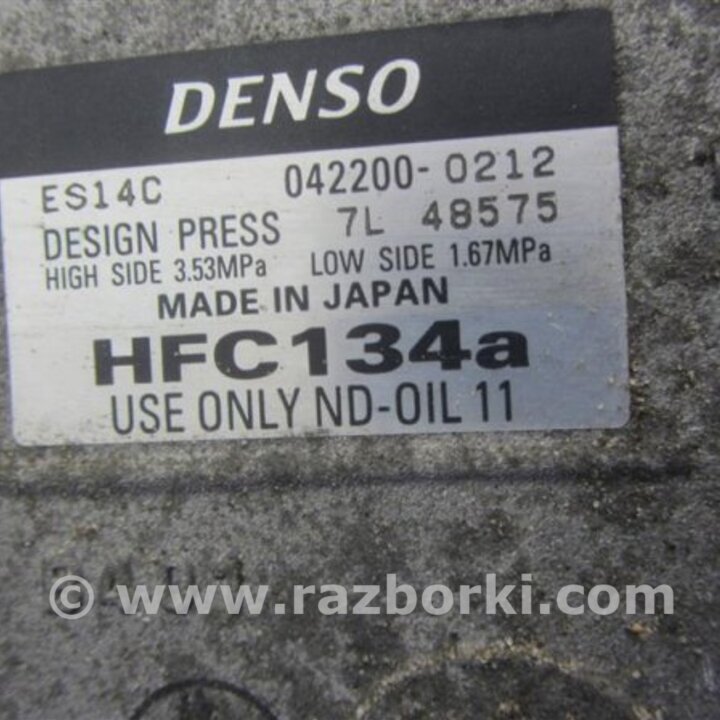 DENSO
ES14C 042200-0212
DESIGN PRESS 7L 48575
HIGH SIDE 3.53MPa LOW SIDE 1.67MPa
MADE IN JAPAN
HFC134a
USE ONLY ND-OIL 11
© www.razborki.com